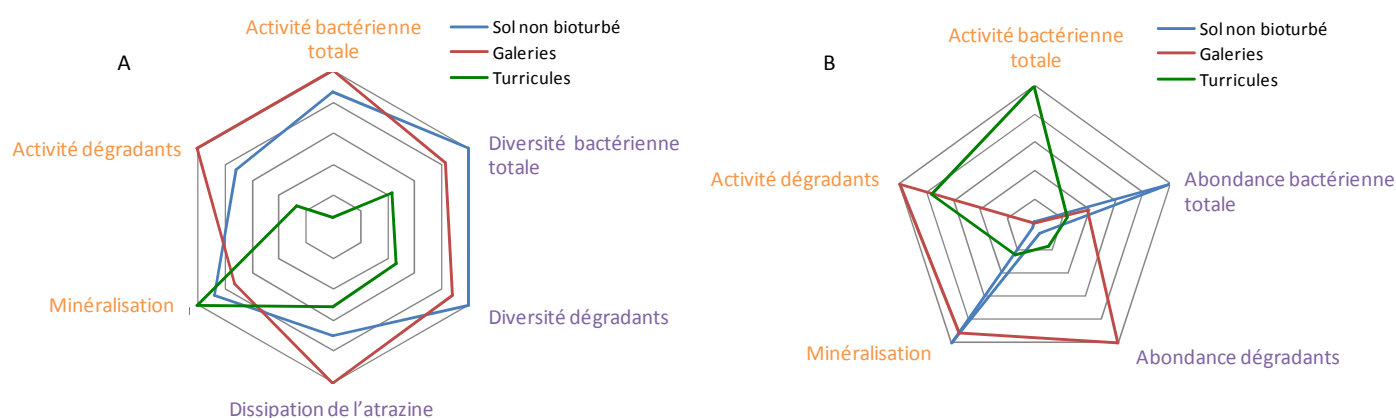 A
Activité bactérienne
totale
Sol non bioturbé
Galeries
Turricules
Activité dégradants
Diversité bactérienne
totale
Minéralisation
Diversité dégradants
Dissipation de l'atrazine
B
Activité bactérienne
totale
Sol non bioturbé
Galeries
Turricules
Activité dégradants
Abondance bactérienne
totale
Minéralisation
Abondance dégradants